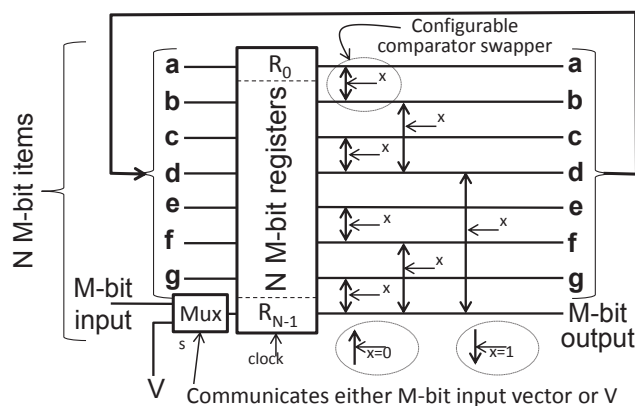 Configurable
comparator swapper
N M-bit items
a
b
c
d
e
f
g
M-bit
input
Mux
s
V
R0
N M-bit registers
RN-1
clock
x
x
x
x
x
x
x
a
b
c
d
e
f
g
M-bit
output
x=0
x=1
Communicates either M-bit input vector or V